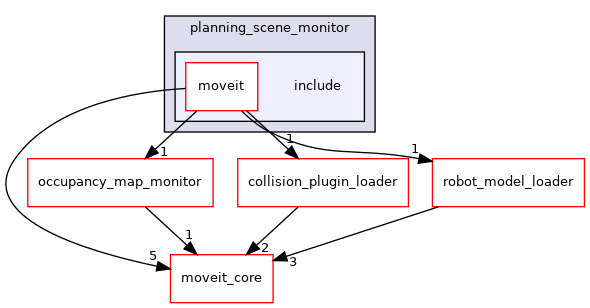 planning_scene_monitor
moveit
include
1
1
1
occupancy_map_monitor
collision_plugin_loader
robot_model_loader
5
1
2
3
moveit_core